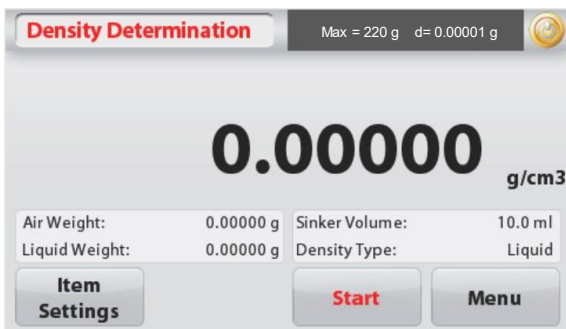 Density Determination
Max = 220 g d= 0.00001 g
0.00000
g/cm3
Air Weight: 0.00000 g
Liquid Weight: 0.00000 g
Sinker Volume: 10.0 ml
Density Type: Liquid
Item
Settings
Start
Menu